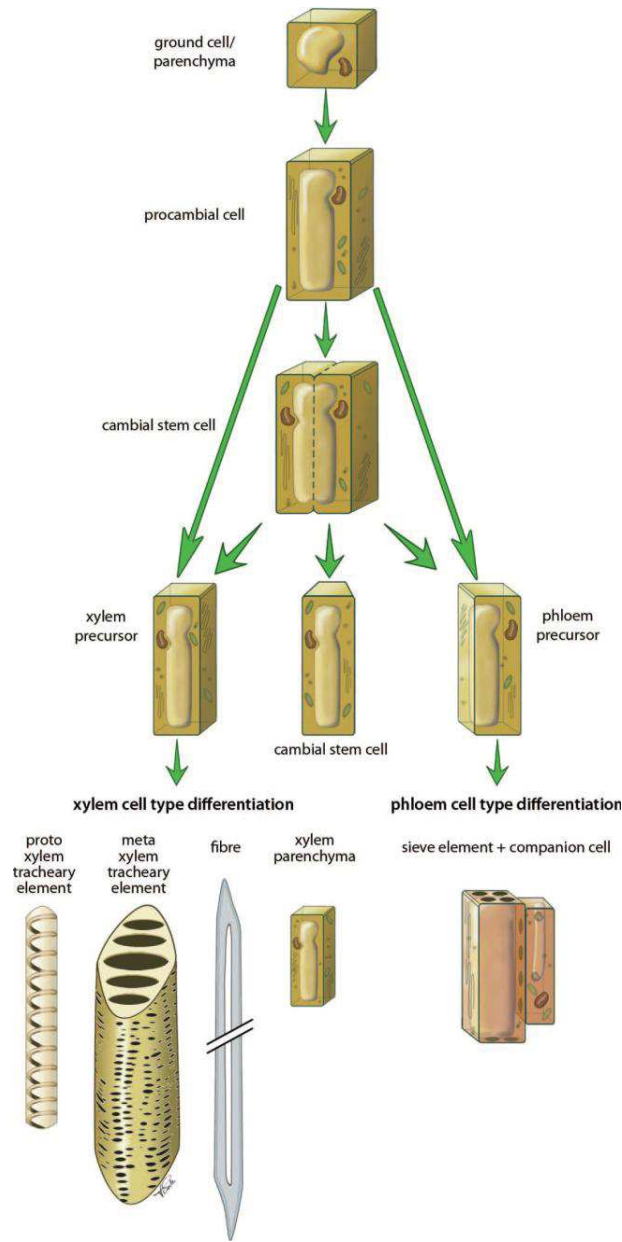 ground cell/
parenchyma
procambial cell
cambial stem cell
xylem
precursor
phloem
precursor
cambial stem cell
xylem cell type differentiation
phloem cell type differentiation
proto
xylem
tracheary
element
meta
xylem
tracheary
element
fibre
xylem
parenchyma
sieve element + companion cell